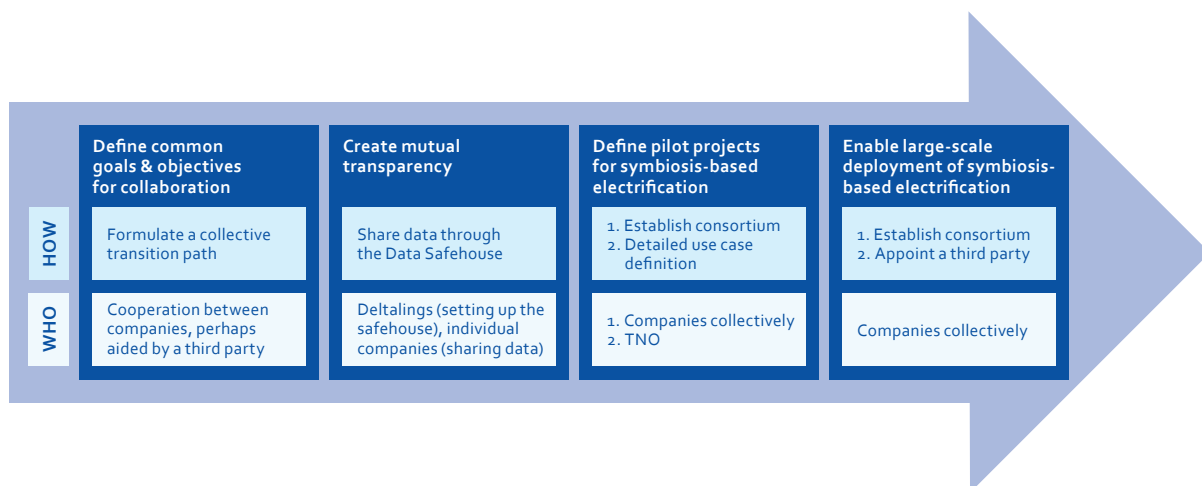 Define common
goals & objectives
for collaboration
Create mutual
transparency
Define pilot projects
for symbiosis-based
electrification
Enable large-scale
deployment of symbiosis-
based electrification
HOW
Formulate a collective
transition path
Share data through
the Data Safehouse
1. Establish consortium
2. Detailed use case
definition
1. Establish consortium
2. Appoint a third party
WHO
Cooperation between
companies, perhaps
aided by a third party
Deltalings (setting up the
safehouse), individual
companies (sharing data)
1. Companies collectively
2. TNO
Companies collectively